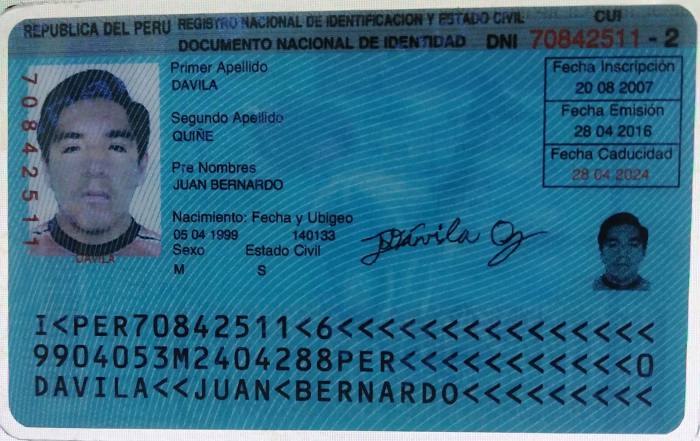 REPUBLICA DEL PERU REGISTRO NACIONAL DE IDENTIFICACION Y ESTADO CIVIL CUI
DOCUMENTO NACIONAL DE IDENTIDAD DNI 70842511 - 2
Primer Apellido
DAVILA
Segundo Apellido
QUIÑE
Pre Nombres
JUAN BERNARDO
Nacimiento: Fecha y Ubigeo
05 04 1999 140133
Sexo Estado Civil
M S
Fecha Inscripción
20 08 2007
Fecha Emisión
28 04 2016
Fecha Caducidad
28 04 2024
70842511
DAVILA
Dávila
I<PER70842511<6<<<<<<<<<<<<<<<
9904053M2404288PER<<<<<<<<<<<0
DAVILA<<JUAN<BERNARDO<<<<<<<<<